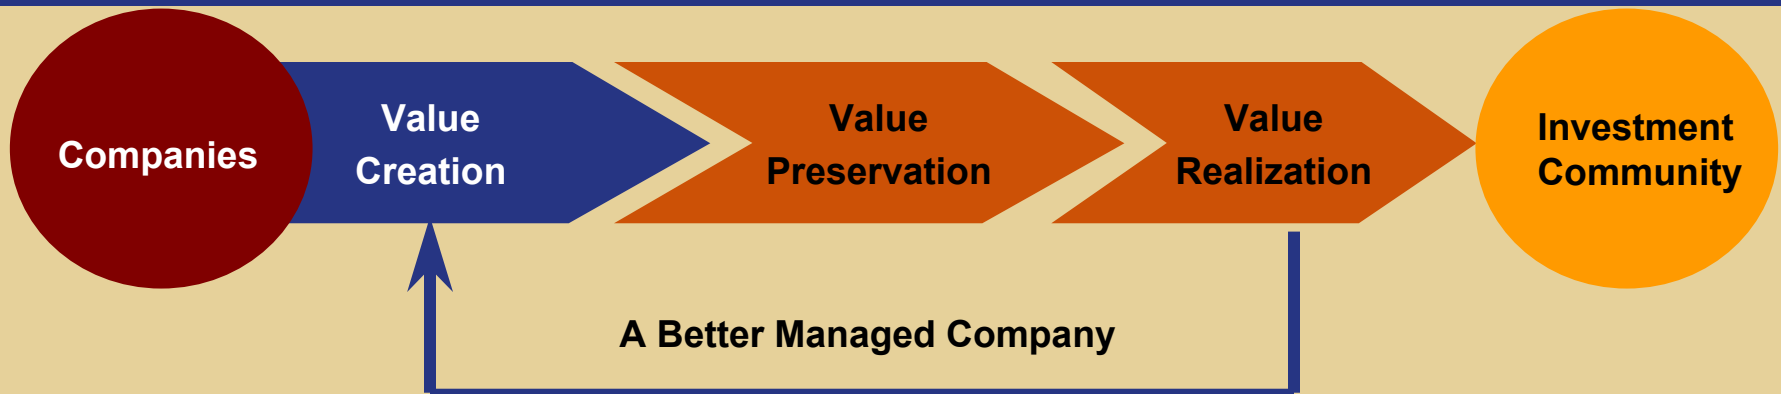 Companies
Value
Creation
Value
Preservation
Value
Realization
Investment
Community
A Better Managed Company